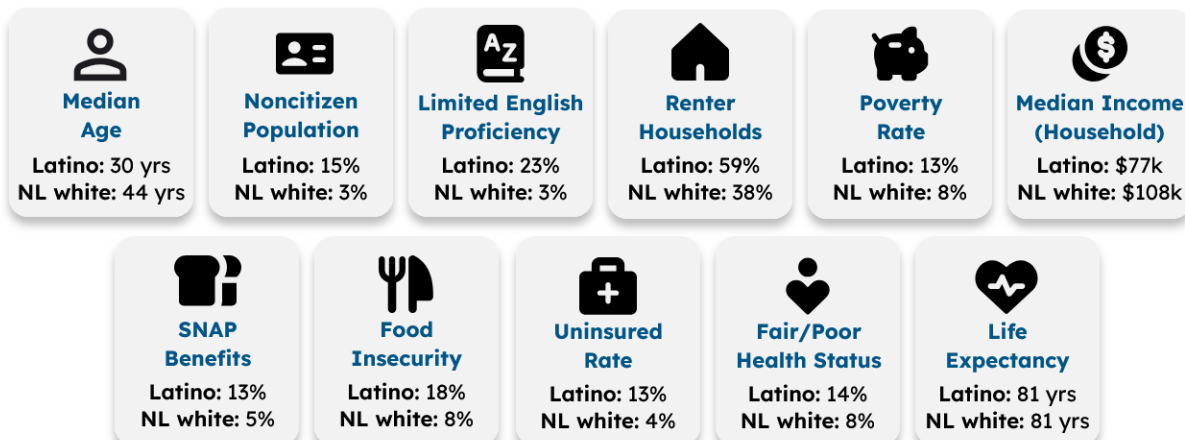 AZ
$
Median
Age
Latino: 30 yrs
NL white: 44 yrs
Noncitizen
Population
Latino: 15%
NL white: 3%
Limited English
Proficiency
Latino: 23%
NL white: 3%
Renter
Households
Latino: 59%
NL white: 38%
Poverty
Rate
Latino: 13%
NL white: 8%
Median Income
(Household)
Latino: $77k
NL white: $108k
SNAP
Benefits
Latino: 13%
NL white: 5%
Food
Insecurity
Latino: 18%
NL white: 8%
Uninsured
Rate
Latino: 13%
NL white: 4%
Fair/Poor
Health Status
Latino: 14%
NL white: 8%
Life
Expectancy
Latino: 81 yrs
NL white: 81 yrs